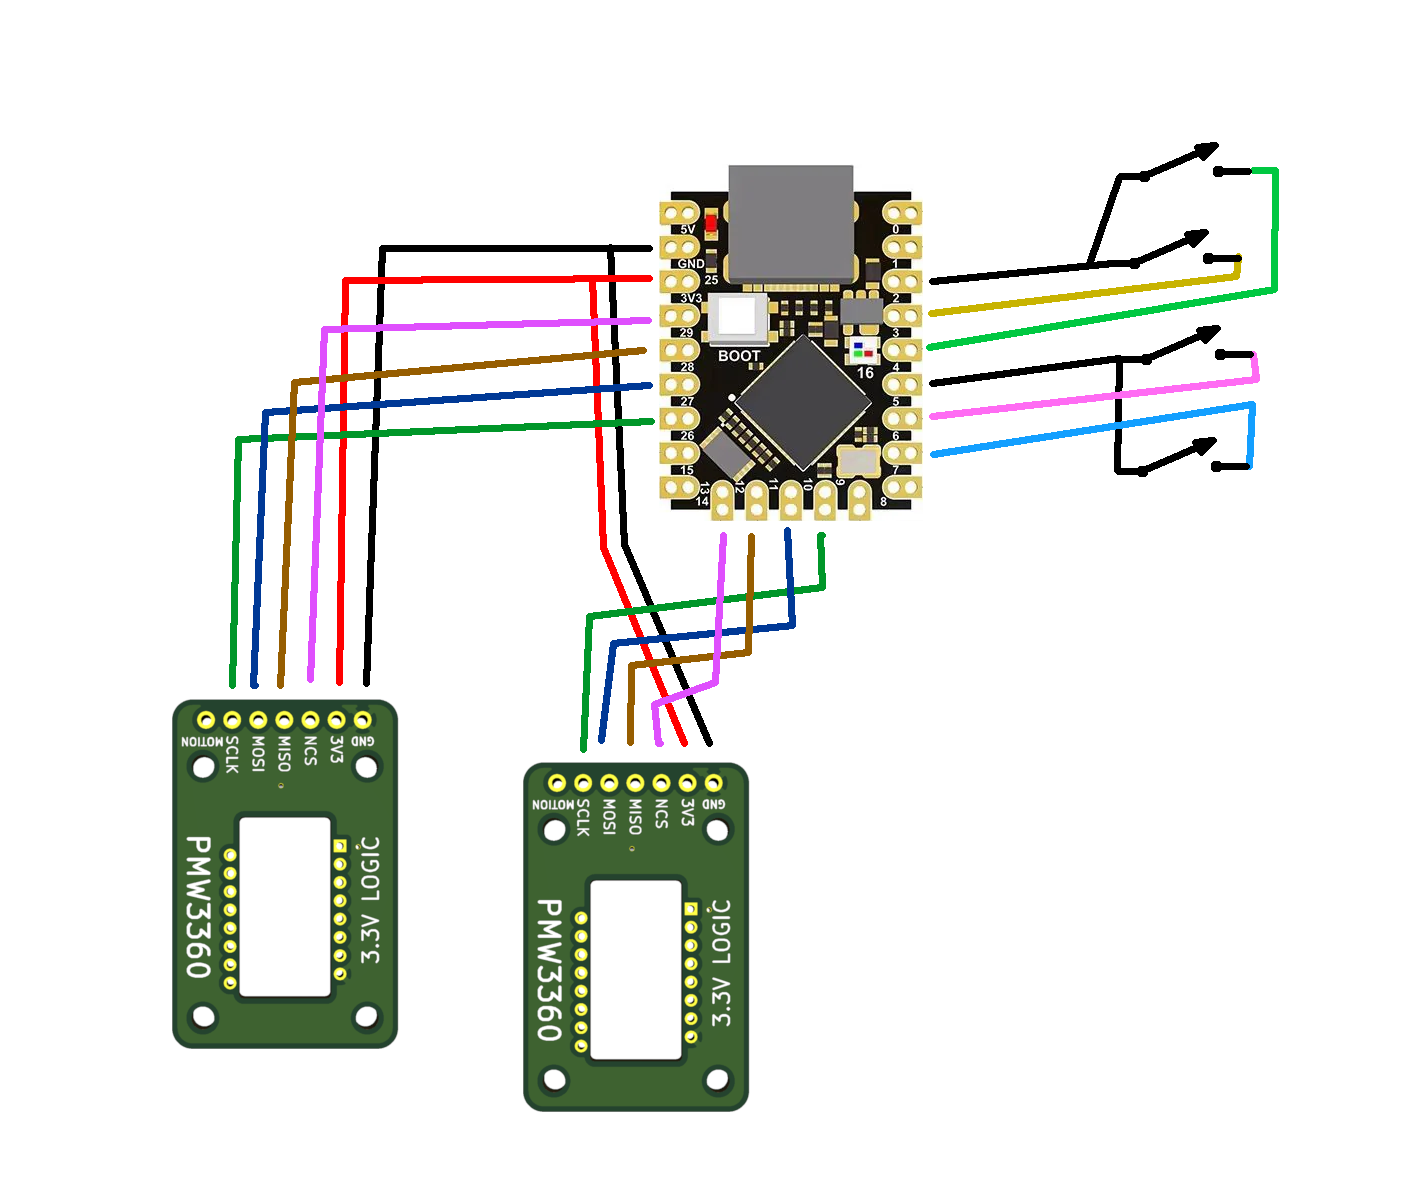 5V
GND
25
3V3
29
BOOT
28
27
26
15
14
13
12
11
10
9
0
1
2
3
4
16
5
6
7
8
MOTION
SCLK
MOSI
MISO
NCS
3V3
GND
PMW3360
3.3V LOGIC
MOTION
SCLK
MOSI
MISO
NCS
3V3
GND
PMW3360
3.3V LOGIC